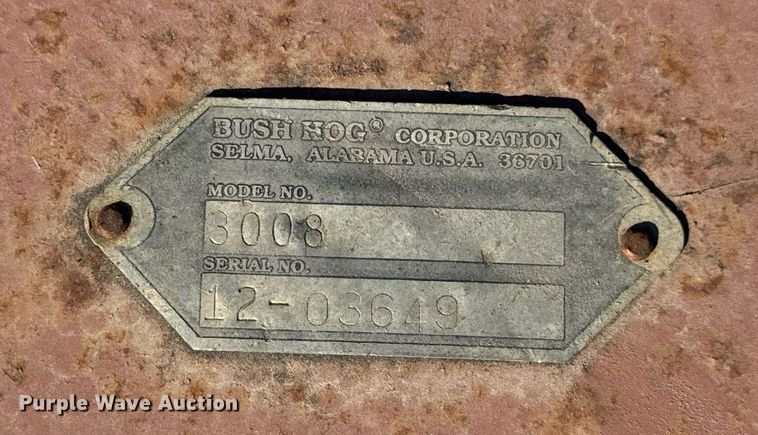 BUSH HOG® CORPORATION
SELMA, ALABAMA U.S.A. 36701
MODEL NO.
3008
SERIAL NO.
12-03649
Purple Wave Auction